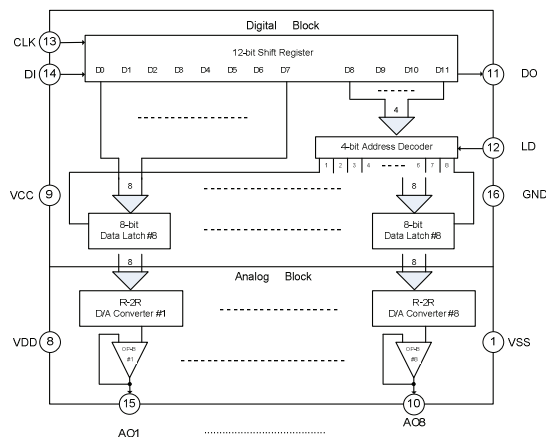 Digital Block
CLK 13
12-bit Shift Register
D0 D1 D2 D3 D4 D5 D6 D7 D8 D9 D10 D11
DI 14
11 DO
4
4-bit Address Decoder
12 LD
1 2 3 4 6 7 8
VCC 9
16 GND
8 8
8-bit
Data Latch #8
8-bit
Data Latch #8
8 8
Analog Block
R-2R
D/A Converter #1
R-2R
D/A Converter #8
VDD 8
1 VSS
#1
#8
15
10
AO1
AO8